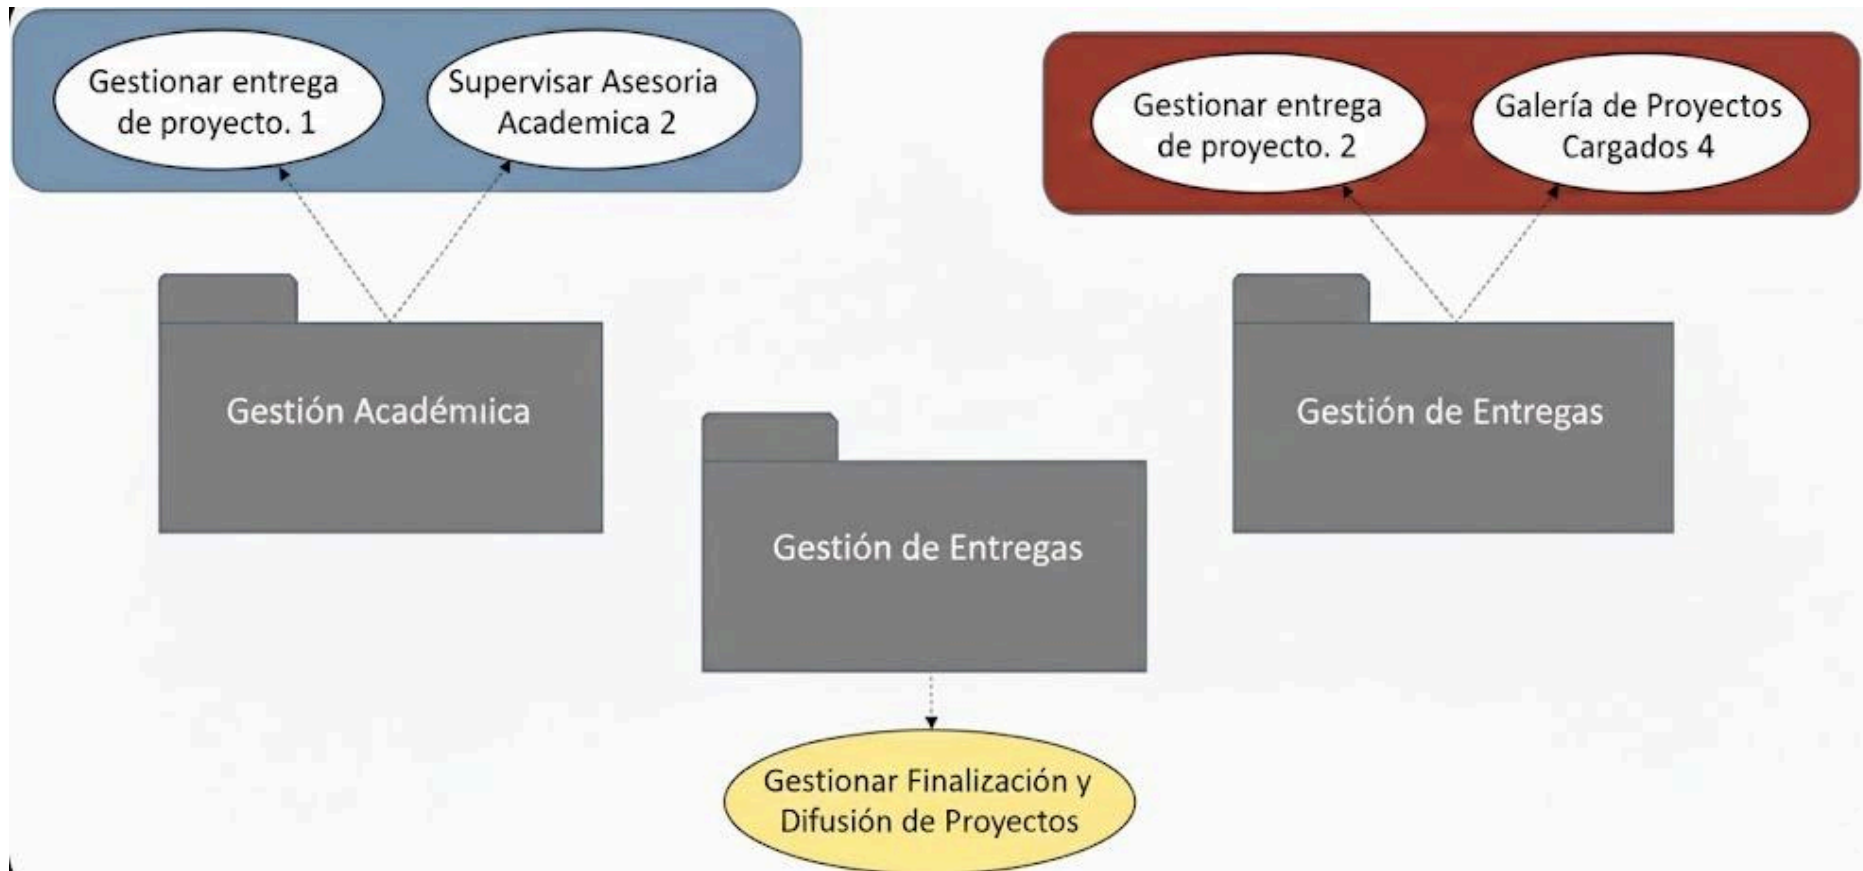 Gestionar entrega
de proyecto. 1
Supervisar Asesoria
Academica 2
Gestionar entrega
de proyecto. 2
Galería de Proyectos
Cargados 4
Gestión Académıica
Gestión de Entregas
Gestión de Entregas
Gestionar Finalización y
Difusión de Proyectos